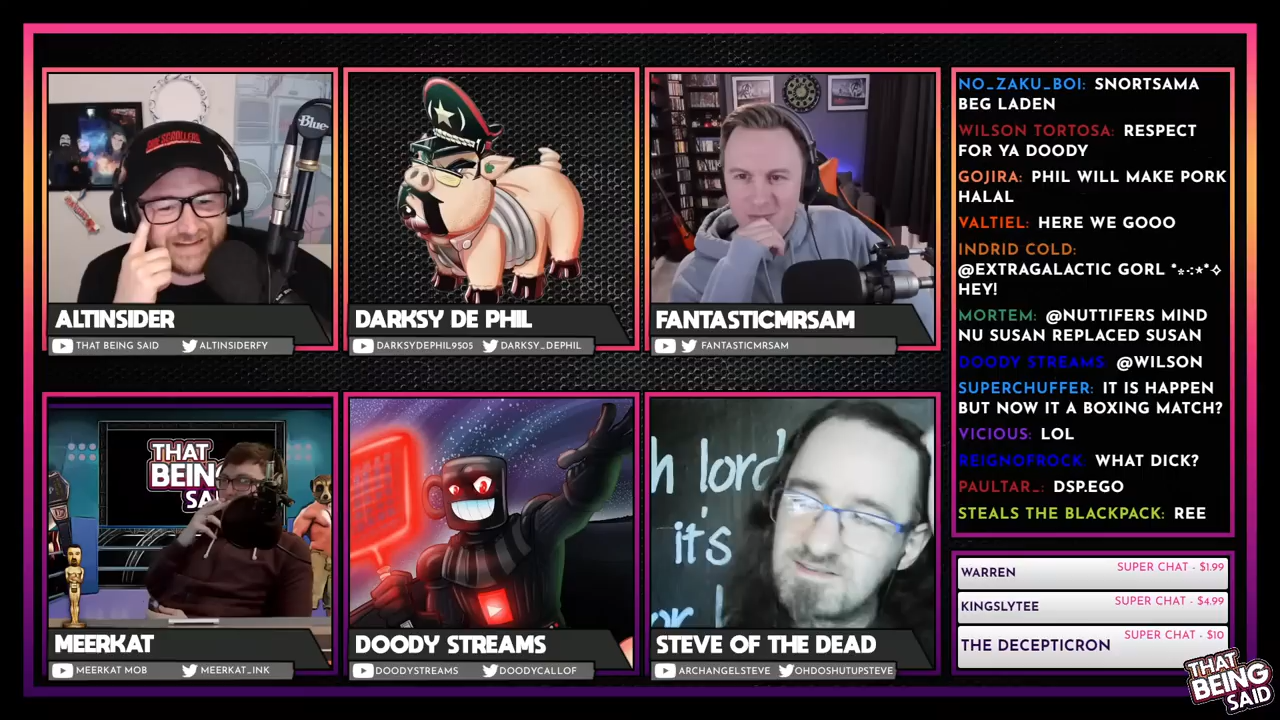 Blue
ALTINSIDER
THAT BEING SAID ALTINSIDERFY
DARKSY DE PHIL
DARKSYDEPHIL9505 DARKSY_DEPHIL
FANTASTICMRSAM
FANTASTICMRSAM
THAT
BEING
SA
MEERKAT
MEERKAT MOB MEERKAT_INK
DOODY STREAMS
DOODYSTREAMS DOODYCALLOF
h lord
it's
or
STEVE OF THE DEAD
ARCHANGELSTEVE OHDOSHUTUPSTEVE
NO_ZAKU_BOI: SNORTSAMA
BEG LADEN
WILSON TORTOSA: RESPECT
FOR YA DOODY
GOJIRA: PHIL WILL MAKE PORK
HALAL
VALTIEL: HERE WE GOOO
INDRID COLD:
@EXTRAGALACTIC GORL *⁎⋆:⋆*✧
HEY!
MORTEM: @NUTTIFERS MIND
NU SUSAN REPLACED SUSAN
DOODY STREAMS: @WILSON
SUPERCHUFFER: IT IS HAPPEN
BUT NOW IT A BOXING MATCH?
VICIOUS: LOL
REIGNOFROCK: WHAT DICK?
PAULTAR_: DSP.EGO
STEALS THE BLACKPACK: REE
WARREN SUPER CHAT - $1.99
KINGSLYTEE SUPER CHAT - $4.99
THE DECEPTICRON SUPER CHAT - $10
THAT
BEING
SAID